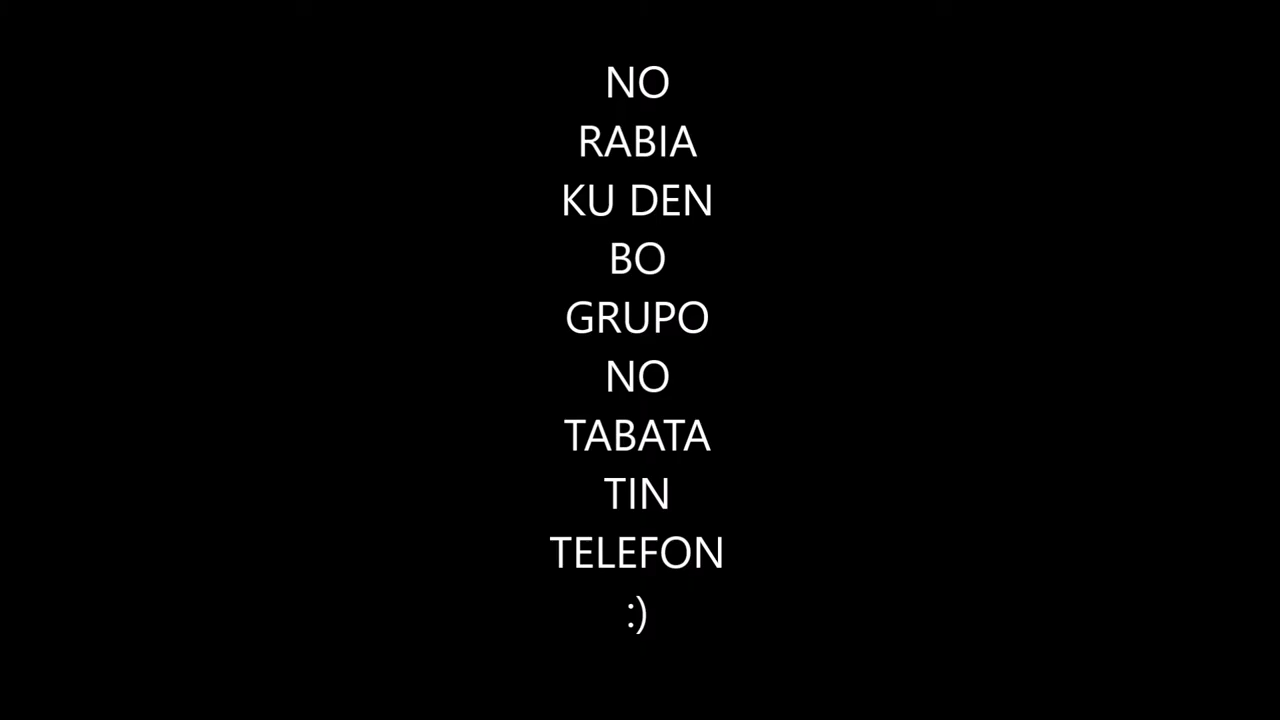 NO
RABIA
KU DEN
BO
GRUPO
NO
TABATA
TIN
TELEFON
:)